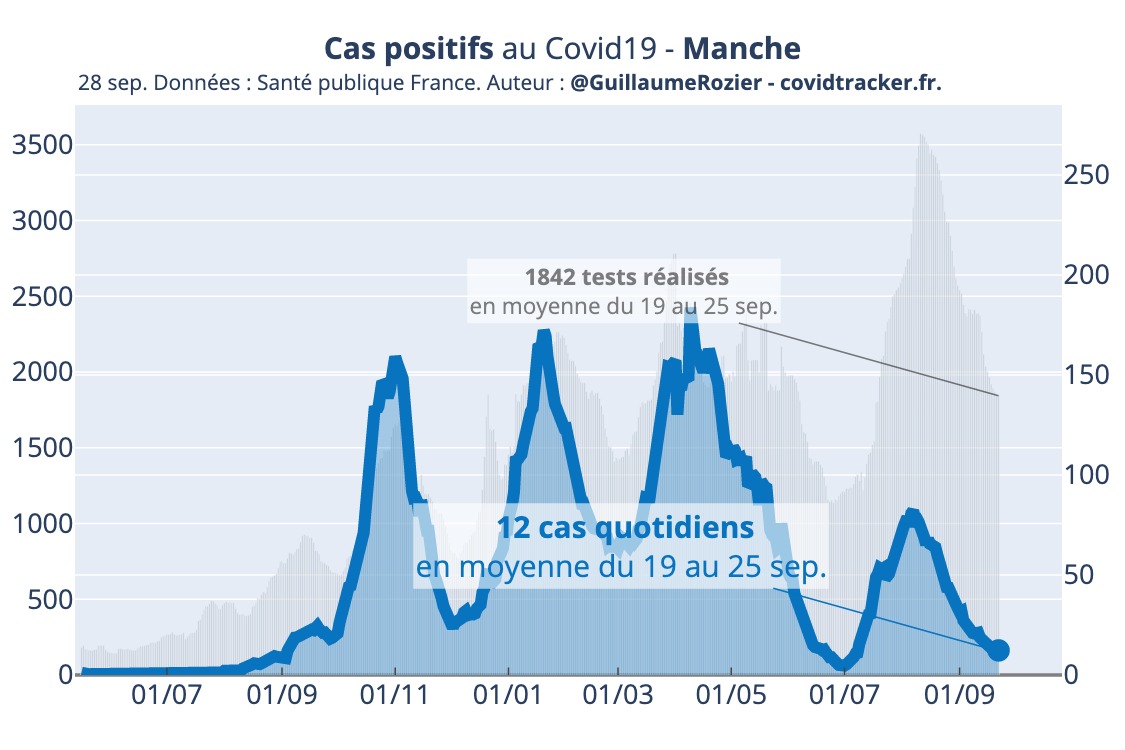 Cas positifs au Covid19 - Manche
28 sep. Données : Santé publique France. Auteur : @GuillaumeRozier - covidtracker.fr.
3500
3000
2500
2000
1500
1000
500
0
250
200
150
100
50
0
1842 tests réalisés
en moyenne du 19 au 25 sep.
12 cas quotidiens
en moyenne du 19 au 25 sep.
01/07 01/09 01/11 01/01 01/03 01/05 01/07 01/09